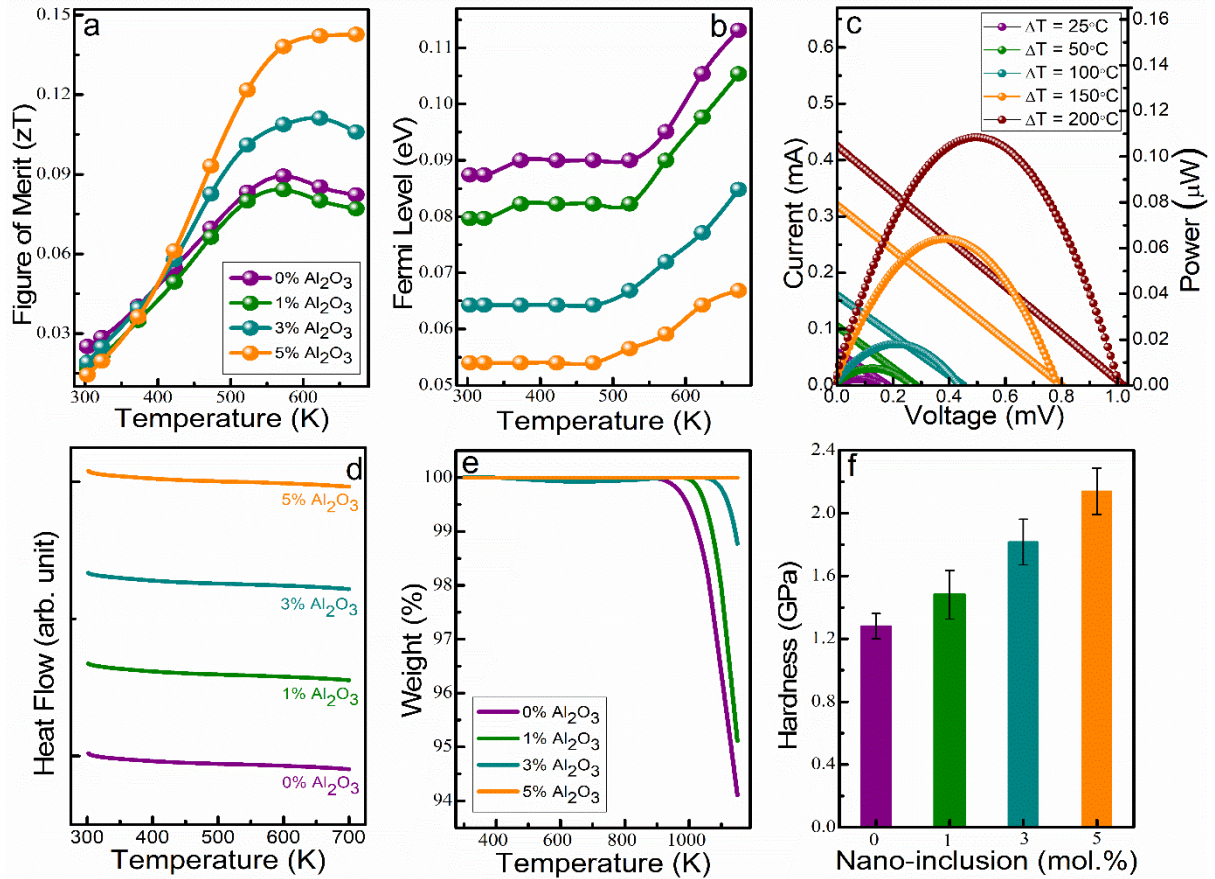 a
0.15
0.12
0.09
0.06
0.03
300 400 500 600
Figure of Merit (zT)
Temperature (K)
0% Al₂O₃
1% Al₂O₃
3% Al₂O₃
5% Al₂O₃
b
0.11
0.10
0.09
0.08
0.07
0.06
0.05
300 400 500 600
Fermi Level (eV)
Temperature (K)
c
0.6
0.5
0.4
0.3
0.2
0.1
0
0.0 0.2 0.4 0.6 0.8 1.0
Current (mA)
Voltage (mV)
0.16
0.14
0.12
0.10
0.08
0.06
0.04
0.02
0.00
Power (μW)
ΔT = 25°C
ΔT = 50°C
ΔT = 100°C
ΔT = 150°C
ΔT = 200°C
d
5% Al₂O₃
3% Al₂O₃
1% Al₂O₃
0% Al₂O₃
300 400 500 600 700
Heat Flow (arb. unit)
Temperature (K)
e
100
99
98
97
96
95
94
400 600 800 1000
Weight (%)
Temperature (K)
0% Al₂O₃
1% Al₂O₃
3% Al₂O₃
5% Al₂O₃
f
2.4
2.0
1.6
1.2
0.8
0.4
0.0
0 1 3 5
Hardness (GPa)
Nano-inclusion (mol.%)